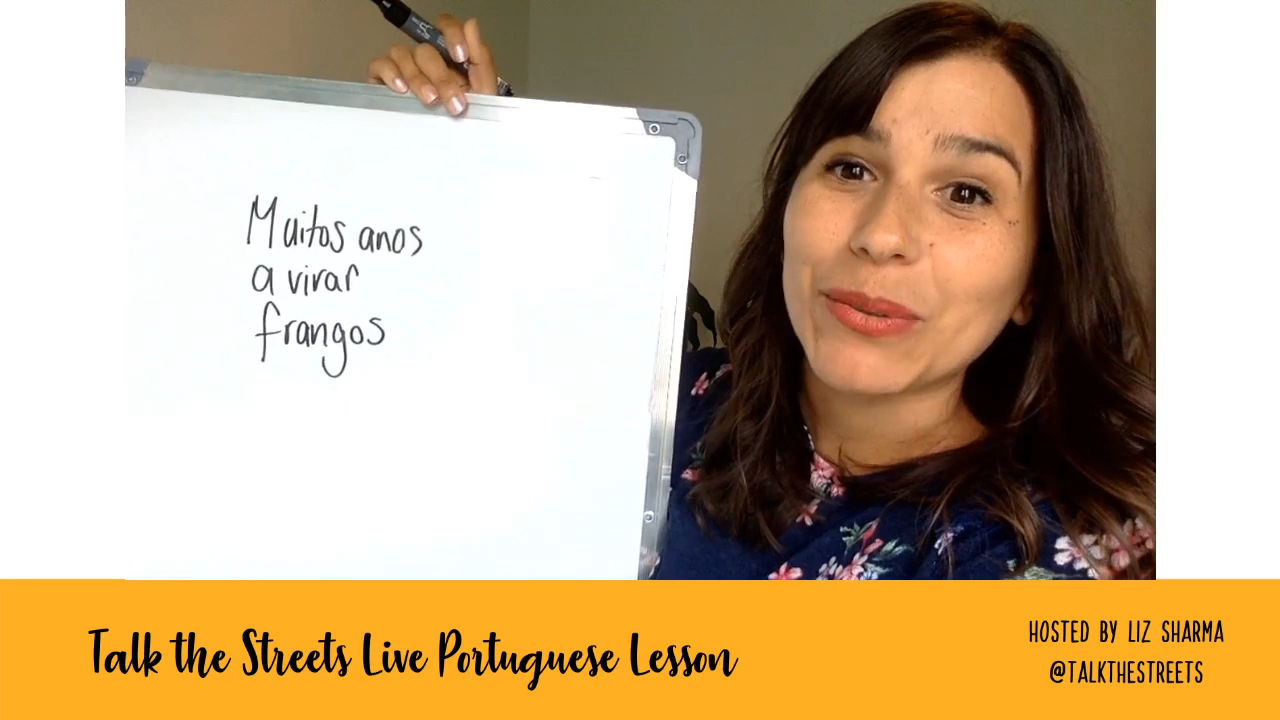 Muitos anos
a virar
frangos
Talk the Streets Live Portuguese Lesson
HOSTED BY LIZ SHARMA
@TALKTHESTREETS